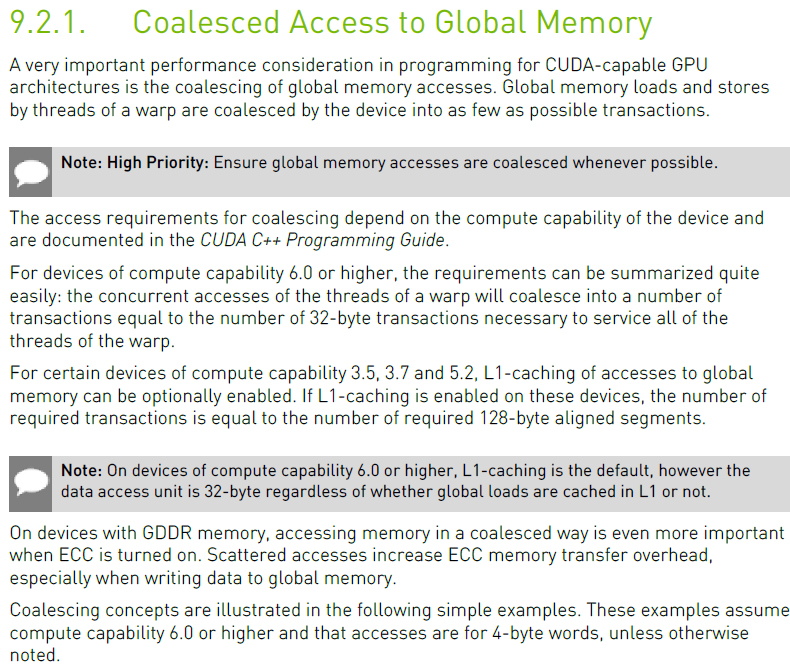 9.2.1. Coalesced Access to Global Memory
A very important performance consideration in programming for CUDA-capable GPU
architectures is the coalescing of global memory accesses. Global memory loads and stores
by threads of a warp are coalesced by the device into as few as possible transactions.
Note: High Priority: Ensure global memory accesses are coalesced whenever possible.
The access requirements for coalescing depend on the compute capability of the device and
are documented in the CUDA C++ Programming Guide.
For devices of compute capability 6.0 or higher, the requirements can be summarized quite
easily: the concurrent accesses of the threads of a warp will coalesce into a number of
transactions equal to the number of 32-byte transactions necessary to service all of the
threads of the warp.
For certain devices of compute capability 3.5, 3.7 and 5.2, L1-caching of accesses to global
memory can be optionally enabled. If L1-caching is enabled on these devices, the number of
required transactions is equal to the number of required 128-byte aligned segments.
Note: On devices of compute capability 6.0 or higher, L1-caching is the default, however the
data access unit is 32-byte regardless of whether global loads are cached in L1 or not.
On devices with GDDR memory, accessing memory in a coalesced way is even more important
when ECC is turned on. Scattered accesses increase ECC memory transfer overhead,
especially when writing data to global memory.
Coalescing concepts are illustrated in the following simple examples. These examples assume
compute capability 6.0 or higher and that accesses are for 4-byte words, unless otherwise
noted.